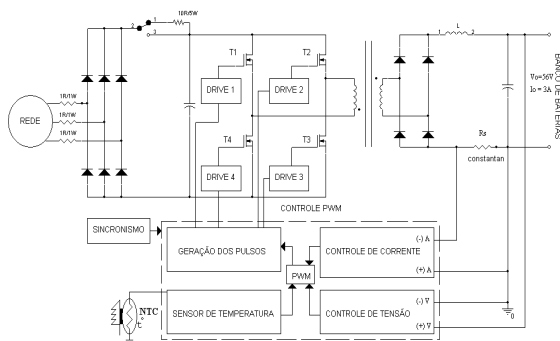 10R/5W
1
2
3
T1
T2
DRIVE 1
DRIVE 2
L
1
2
BANCO DE BATERIAS
Vo=56V
Io = 3A
REDE
1R/1W
1R/1W
1R/1W
T4
T3
DRIVE 4
DRIVE 3
Rs
constantan
CONTROLE PWM
SINCRONISMO
GERAÇÃO DOS PULSOS
PWM
(-) A
CONTROLE DE CORRENTE
(+) A
NTC
t°
SENSOR DE TEMPERATURA
(-) V
CONTROLE DE TENSÃO
(+) V
0